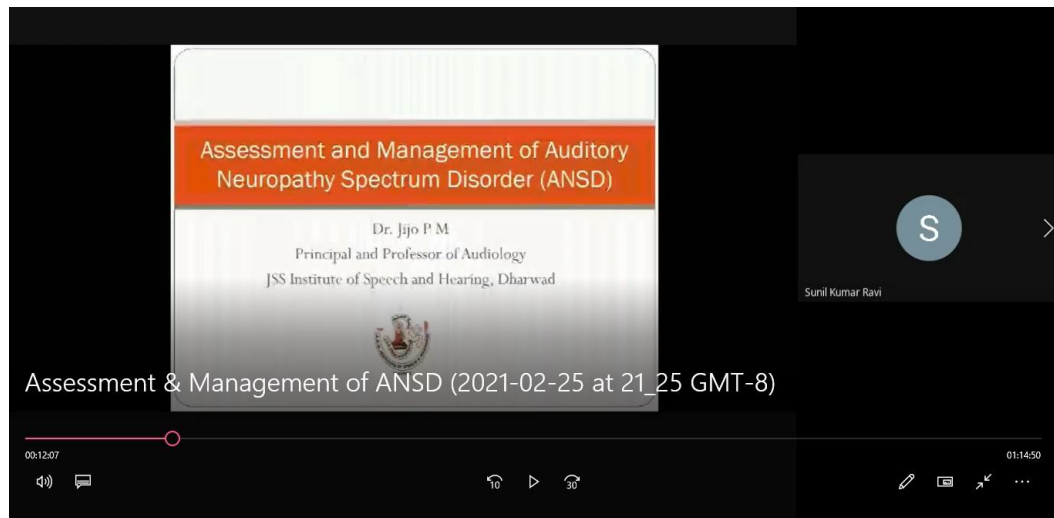 Assessment and Management of Auditory
Neuropathy Spectrum Disorder (ANSD)
Dr. Jijo P M
Principal and Professor of Audiology
JSS Institute of Speech and Hearing, Dharwad
S
Sunil Kumar Ravi
Assessment & Management of ANSD (2021-02-25 at 21_25 GMT-8)
00:12:07
01:14:50
10
30